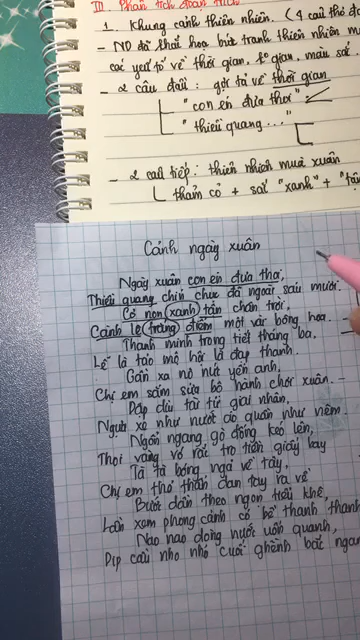 III. Phân tích đoạn trích
1. Khung cảnh thiên nhiên. (4 câu thơ đầ
- ND đã khái họa bức tranh thiên nhiên m
các yếu tố về thời gian, ko gian, màu sắ
- 2 câu đầu: gợi tả về thời gian
"con én đưa thoi"
"thiều quang..."
- 2 câu tiếp: thiên nhiên mùa xuân
thảm cỏ + sắc "xanh" +
Cảnh ngày xuân
Ngày xuân con én đưa thoi,
Thiều quang chín chục đã ngoài sáu mươi.
Cỏ non (xanh) tận chân trời,
Cành lê (trắng) điểm một vài bông hoa.
Thanh minh trong tiết tháng ba,
Lễ là tảo mộ hội là đạp thanh.
Gần xa nô nức yến anh,
Chị em sắm sửa bộ hành chơi xuân.
Dập dìu tài tử giai nhân,
Ngựa xe như nước áo quần như nêm.
Ngổn ngang gò đống kéo lên,
Thoi vàng vó rắc tro tiền giấy bay
Tà tà bóng ngả về tây,
Chị em thơ thẩn dan tay ra về
Bước dần theo ngọn tiểu khê,
Lần xem phong cảnh có bề thanh thanh
Nao nao dòng nước uốn quanh,
Dịp cầu nho nhỏ cuối ghềnh bắc ngan